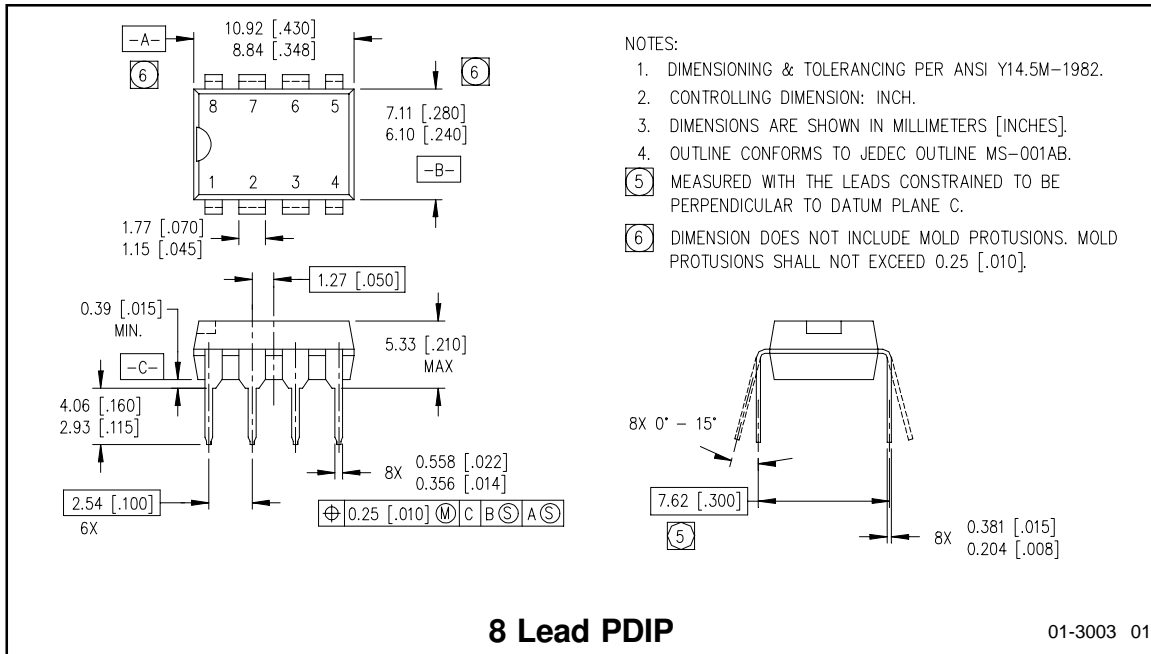 -A-
10.92 [.430]
8.84 [.348]
6
6
8 7 6 5
7.11 [.280]
6.10 [.240]
-B-
1 2 3 4
1.77 [.070]
1.15 [.045]
1.27 [.050]
0.39 [.015]
MIN.
5.33 [.210]
MAX
-C-
4.06 [.160]
2.93 [.115]
8X 0.558 [.022]
0.356 [.014]
2.54 [.100]
6X
⌖ 0.25 [.010] Ⓜ C B Ⓢ A Ⓢ
NOTES:
1. DIMENSIONING & TOLERANCING PER ANSI Y14.5M-1982.
2. CONTROLLING DIMENSION: INCH.
3. DIMENSIONS ARE SHOWN IN MILLIMETERS [INCHES].
4. OUTLINE CONFORMS TO JEDEC OUTLINE MS-001AB.
5 MEASURED WITH THE LEADS CONSTRAINED TO BE
PERPENDICULAR TO DATUM PLANE C.
6 DIMENSION DOES NOT INCLUDE MOLD PROTUSIONS. MOLD
PROTUSIONS SHALL NOT EXCEED 0.25 [.010].
8X 0° - 15°
7.62 [.300]
5
8X 0.381 [.015]
0.204 [.008]
8 Lead PDIP
01-3003 01